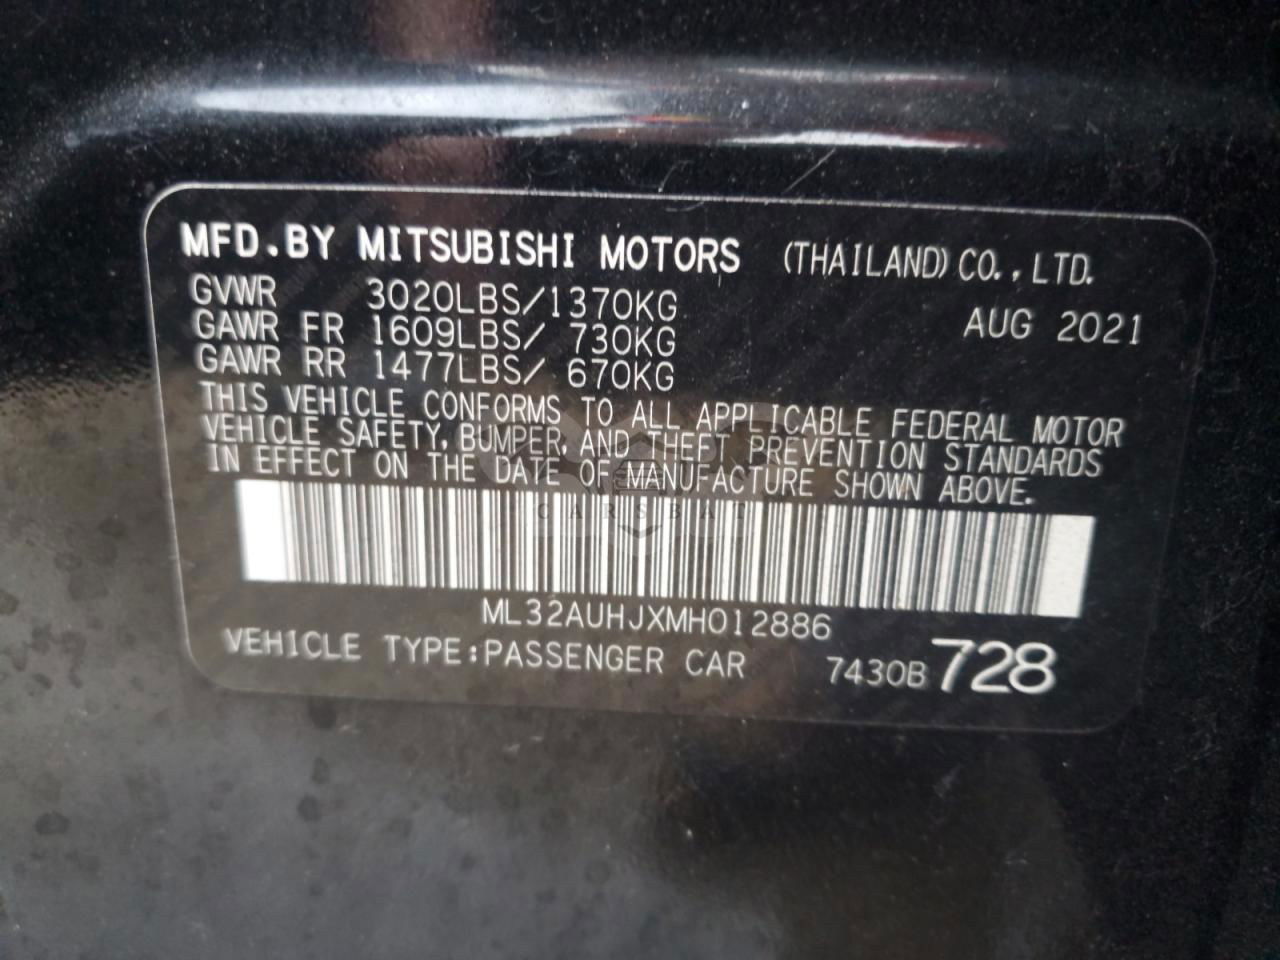 MFD.BY MITSUBISHI MOTORS (THAILAND) CO., LTD.
GVWR 3020LBS/1370KG
AUG 2021
GAWR FR 1609LBS/ 730KG
GAWR RR 1477LBS/ 670KG
THIS VEHICLE CONFORMS TO ALL APPLICABLE FEDERAL MOTOR
VEHICLE SAFETY, BUMPER, AND THEFT PREVENTION STANDARDS
IN EFFECT ON THE DATE OF MANUFACTURE SHOWN ABOVE.
CARSBAT
ML32AUHJXMH012886
VEHICLE TYPE:PASSENGER CAR 7430B 728